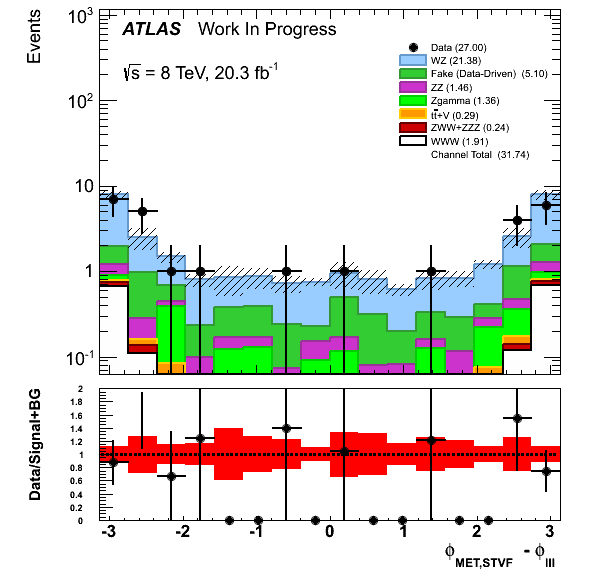 Events
10³
10²
10
1
10⁻¹
ATLAS Work In Progress
√s = 8 TeV, 20.3 fb⁻¹
Data (27.00)
WZ (21.38)
Fake (Data-Driven) (5.10)
ZZ (1.46)
Zgamma (1.36)
tt̄+V (0.29)
ZWW+ZZZ (0.24)
WWW (1.91)
Channel Total (31.74)
Data/Signal+BG
2
1.8
1.6
1.4
1.2
1
0.8
0.6
0.4
0.2
0
-3 -2 -1 0 1 2 3
ϕMET,STVF - ϕlll